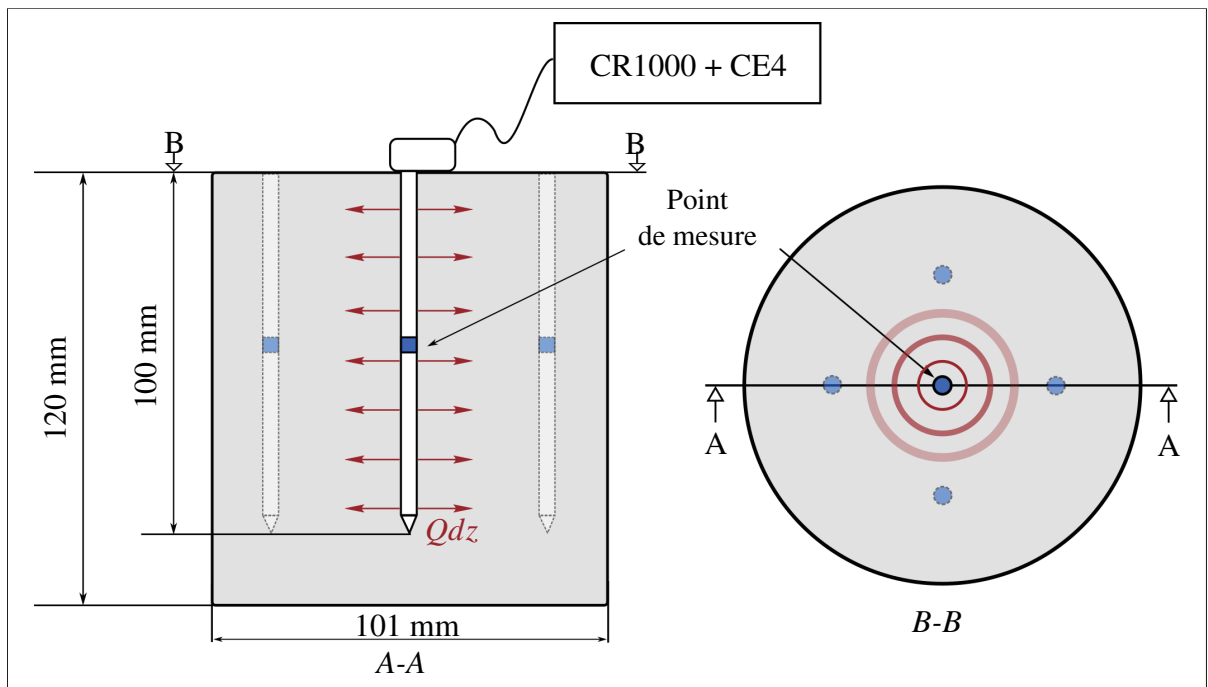 CR1000 + CE4
B
B
Point
de mesure
120 mm
100 mm
A
A
Qdz
101 mm
A-A
B-B